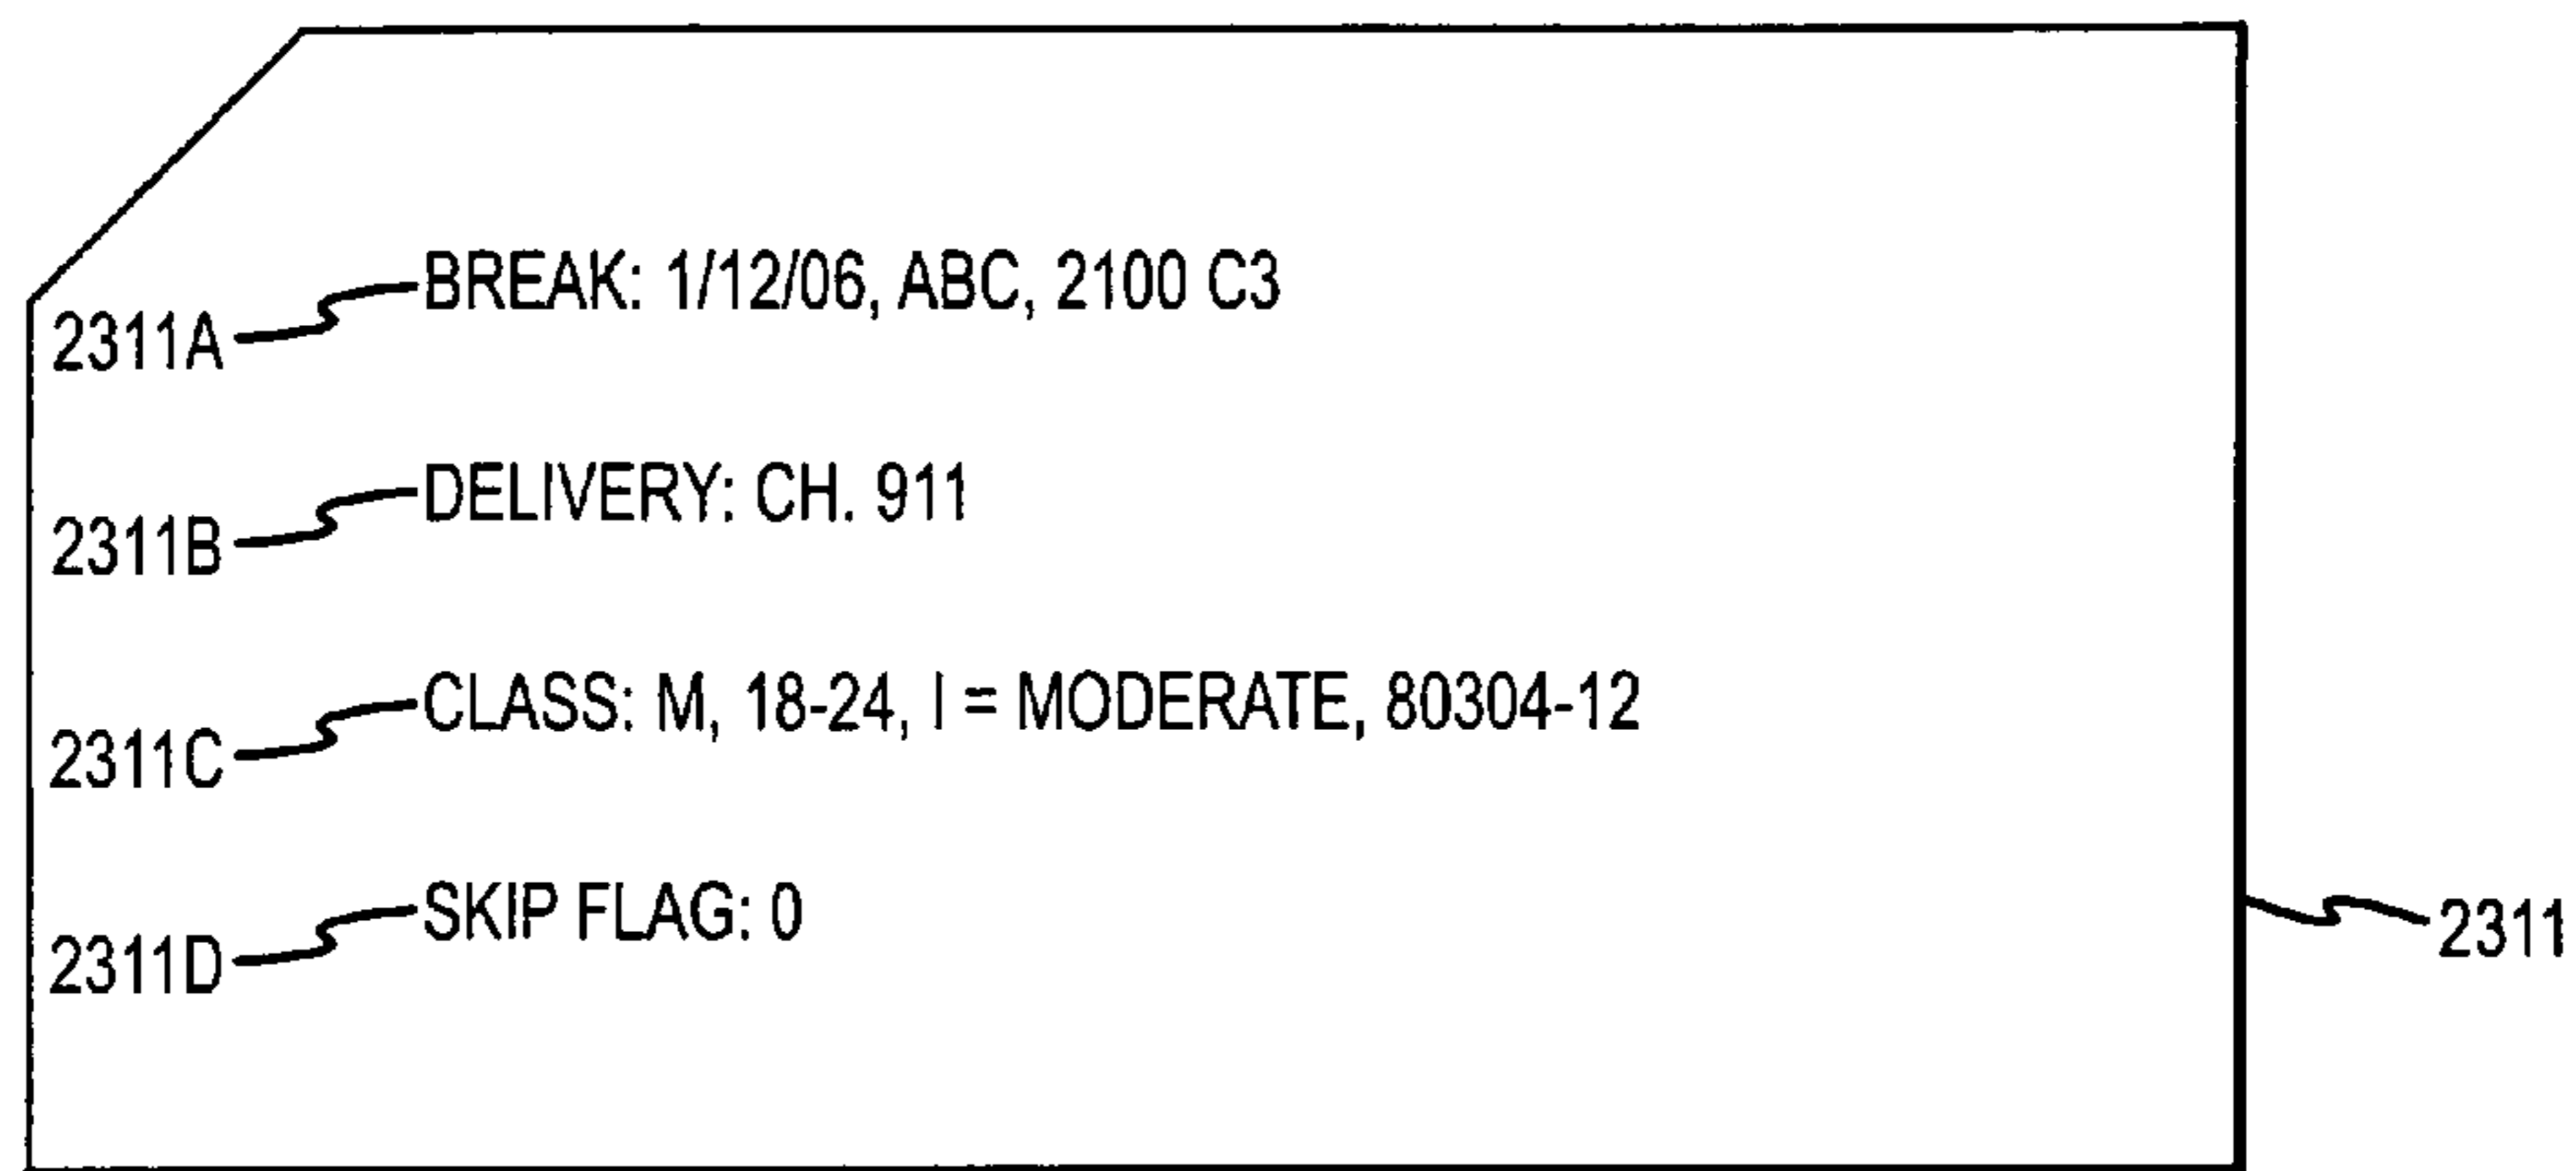 BREAK: 1/12/06, ABC, 2100 C3
2311A
DELIVERY: CH. 911
2311B
CLASS: M, 18-24, I = MODERATE, 80304-12
2311C
SKIP FLAG: 0
2311D
2311